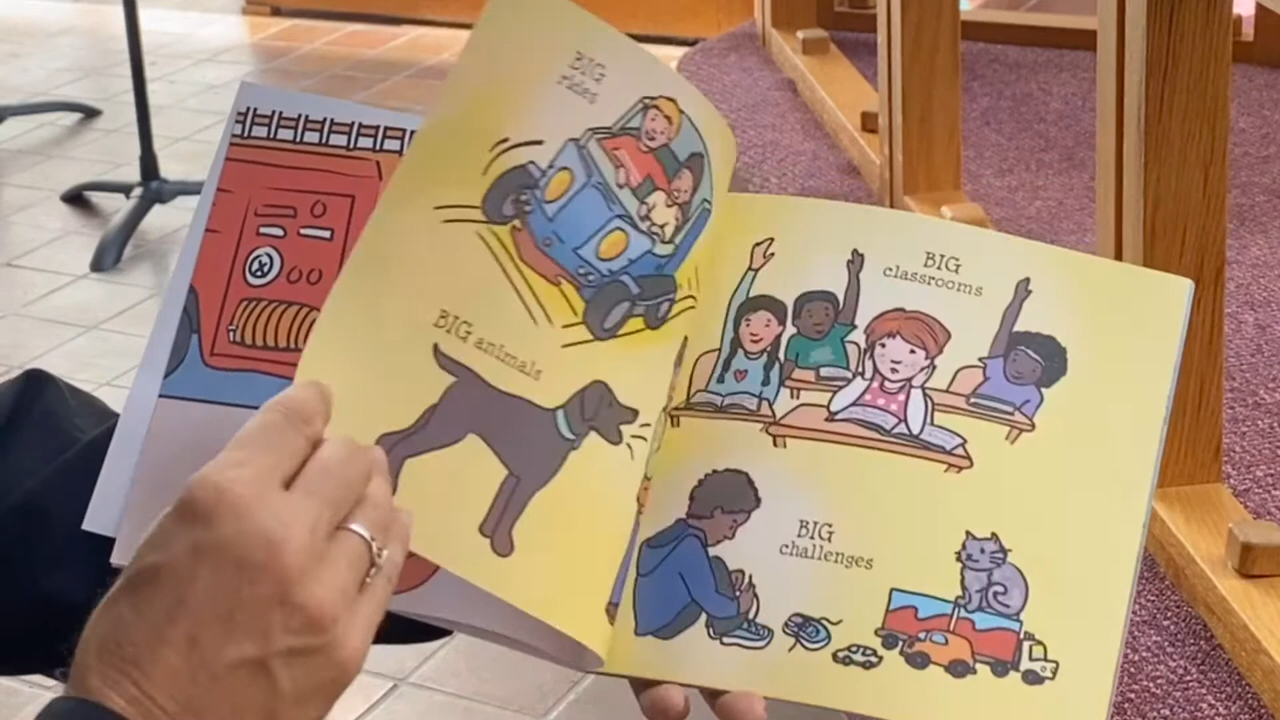 BIG
rides
BIG animals
BIG
classrooms
BIG
challenges